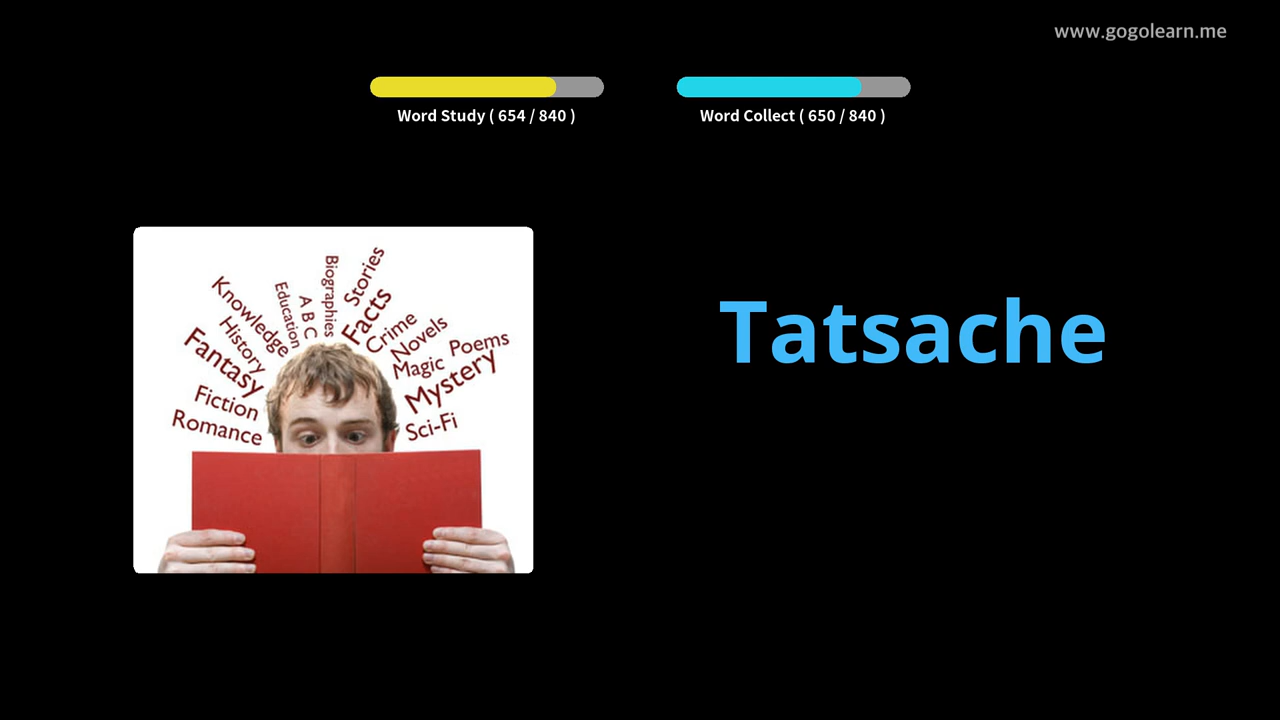 www.gogolearn.me
Word Study ( 654 / 840 )
Word Collect ( 650 / 840 )
Tatsache
Romance
Fiction
Fantasy
History
Knowledge
Education
A B C
Biographies
Stories
Facts
Crime
Novels
Magic
Poems
Mystery
Sci-Fi